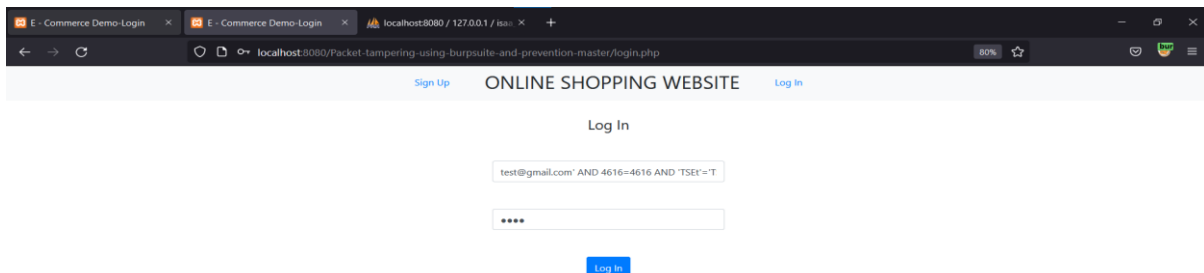 E - Commerce Demo-Login × E - Commerce Demo-Login × localhost:8080 / 127.0.0.1 / isaa × +
localhost:8080/Packet-tampering-using-burpsuite-and-prevention-master/login.php 80% bur
Sign Up ONLINE SHOPPING WEBSITE Log In
Log In
test@gmail.com' AND 4616=4616 AND 'TSEt'='T
••••
Log In